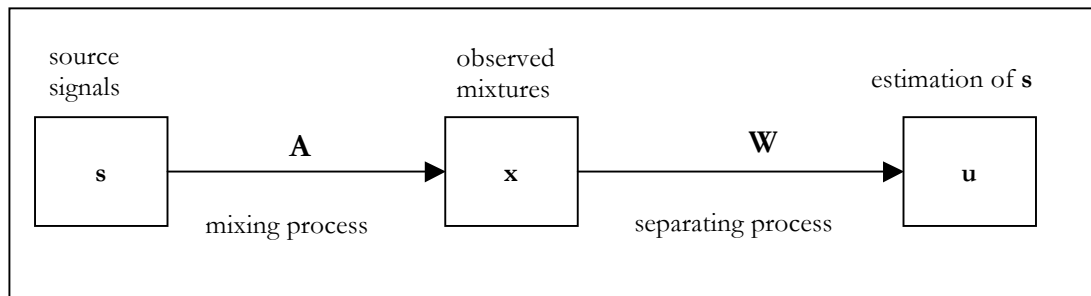 source
signals
observed
mixtures
estimation of s
A
W
s
x
u
mixing process
separating process